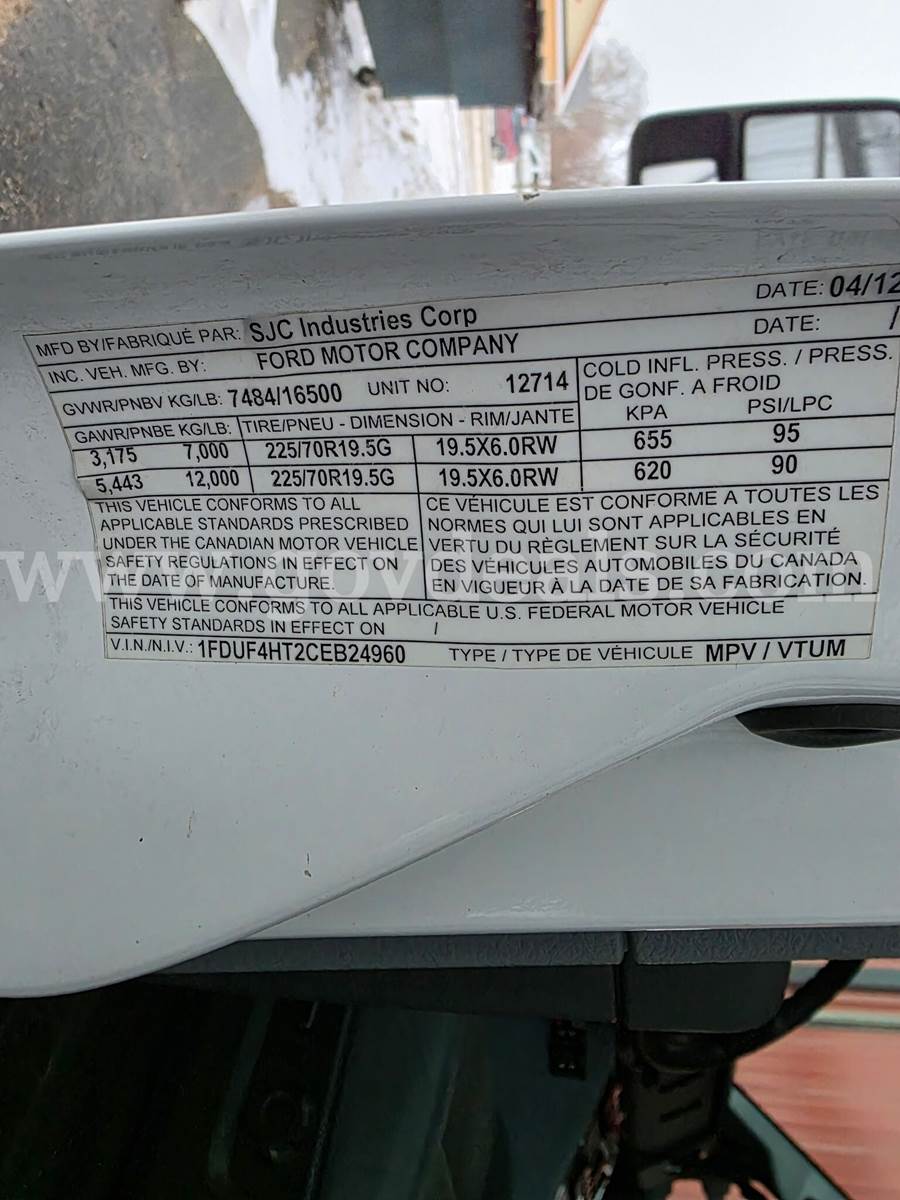 MFD BY/FABRIQUÉ PAR: SJC Industries Corp DATE: 04/12
INC. VEH. MFG. BY: FORD MOTOR COMPANY DATE: /
GVWR/PNBV KG/LB: 7484/16500 UNIT NO: 12714
COLD INFL. PRESS. / PRESS.
DE GONF. A FROID
GAWR/PNBE KG/LB: TIRE/PNEU - DIMENSION - RIM/JANTE KPA PSI/LPC
3,175 7,000 225/70R19.5G 19.5X6.0RW 655 95
5,443 12,000 225/70R19.5G 19.5X6.0RW 620 90
THIS VEHICLE CONFORMS TO ALL
APPLICABLE STANDARDS PRESCRIBED
UNDER THE CANADIAN MOTOR VEHICLE
SAFETY REGULATIONS IN EFFECT ON
THE DATE OF MANUFACTURE.
CE VÉHICULE EST CONFORME A TOUTES LES
NORMES QUI LUI SONT APPLICABLES EN
VERTU DU RÈGLEMENT SUR LA SÉCURITÉ
DES VÉHICULES AUTOMOBILES DU CANADA
EN VIGUEUR À LA DATE DE SA FABRICATION.
THIS VEHICLE CONFORMS TO ALL APPLICABLE U.S. FEDERAL MOTOR VEHICLE
SAFETY STANDARDS IN EFFECT ON /
V.I.N./N.I.V.: 1FDUF4HT2CEB24960 TYPE / TYPE DE VÉHICULE MPV / VTUM
www.govdeals.com